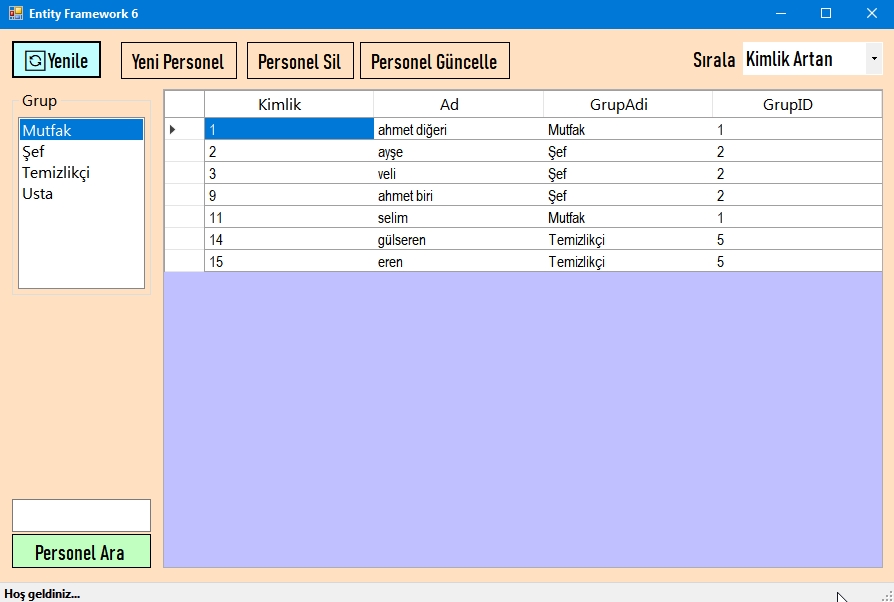 Entity Framework 6
Yenile Yeni Personel Personel Sil Personel Güncelle Sırala Kimlik Artan
Grup
Mutfak
Şef
Temizlikçi
Usta
Kimlik Ad GrupAdi GrupID
1 ahmet diğeri Mutfak 1
2 ayşe Şef 2
3 veli Şef 2
9 ahmet biri Şef 2
11 selim Mutfak 1
14 gülseren Temizlikçi 5
15 eren Temizlikçi 5
Personel Ara
Hoş geldiniz...